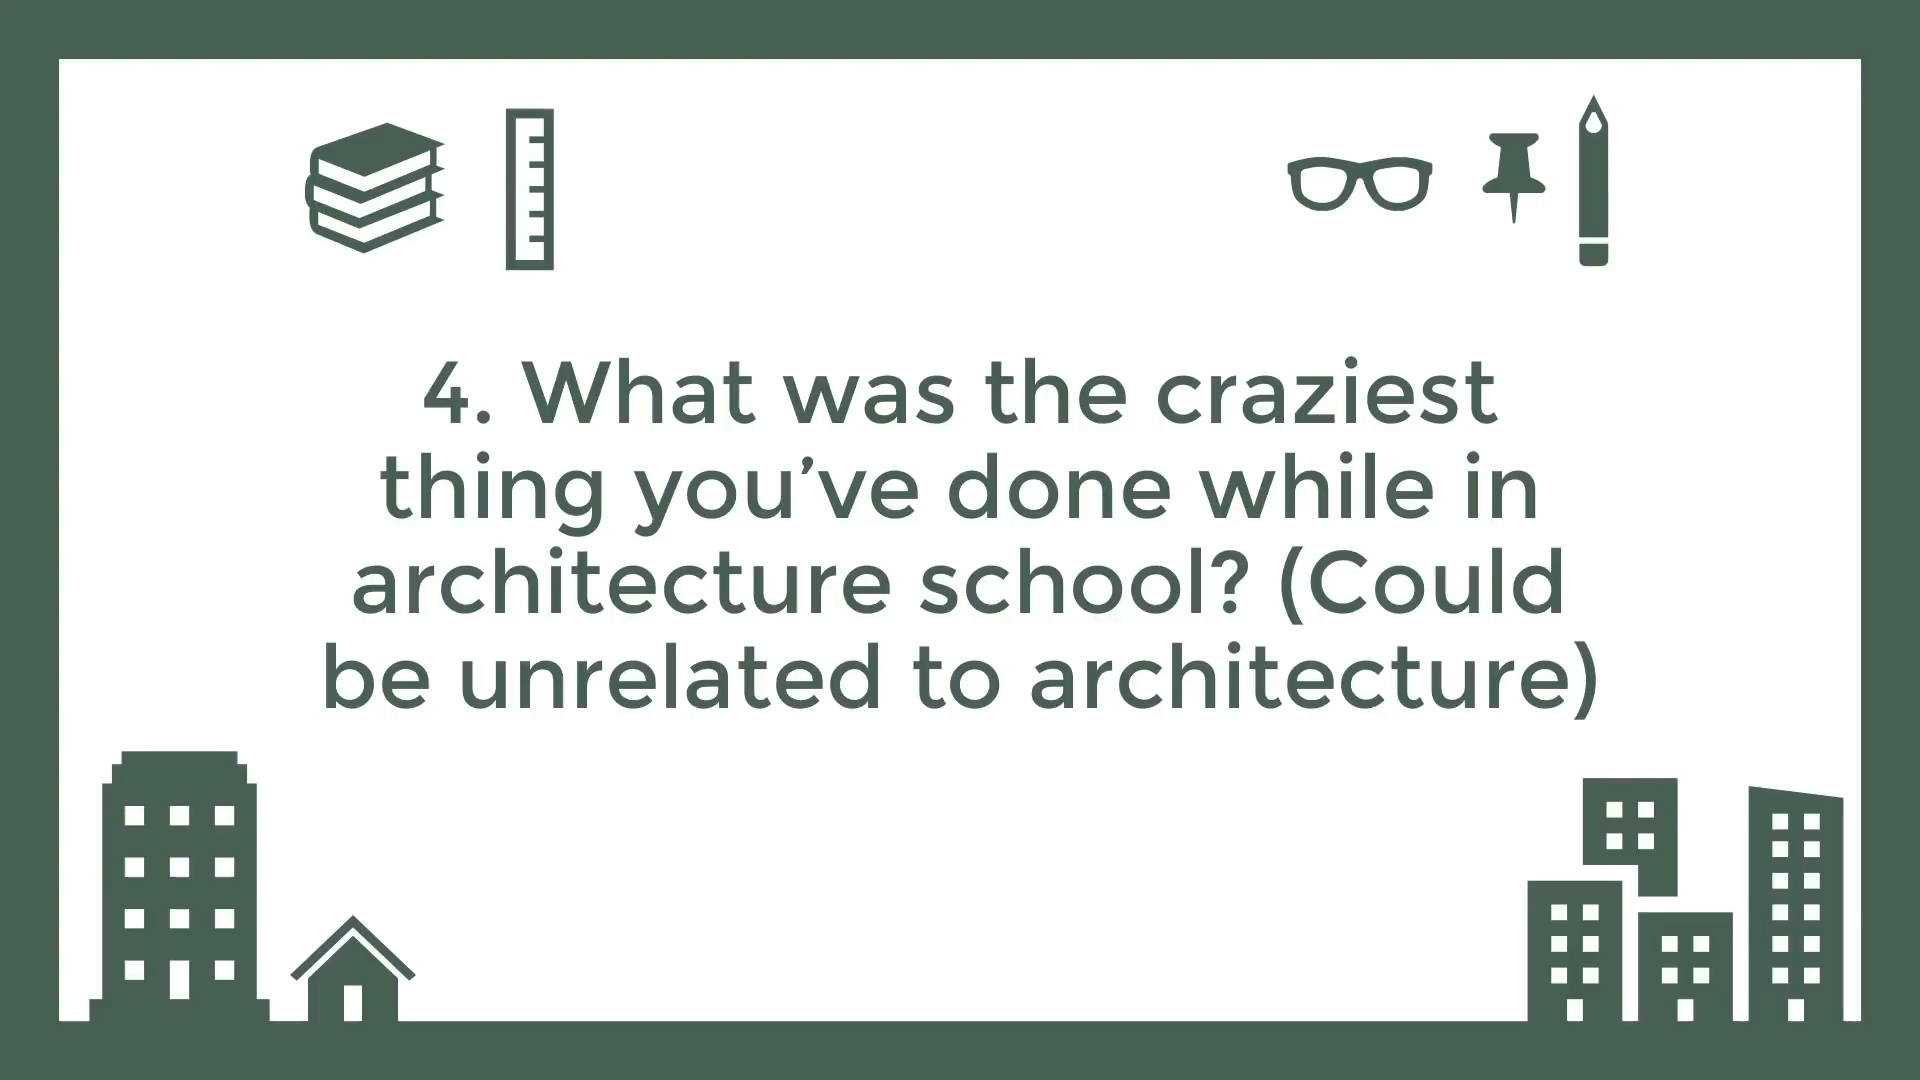 4. What was the craziest
thing you’ve done while in
architecture school? (Could
be unrelated to architecture)